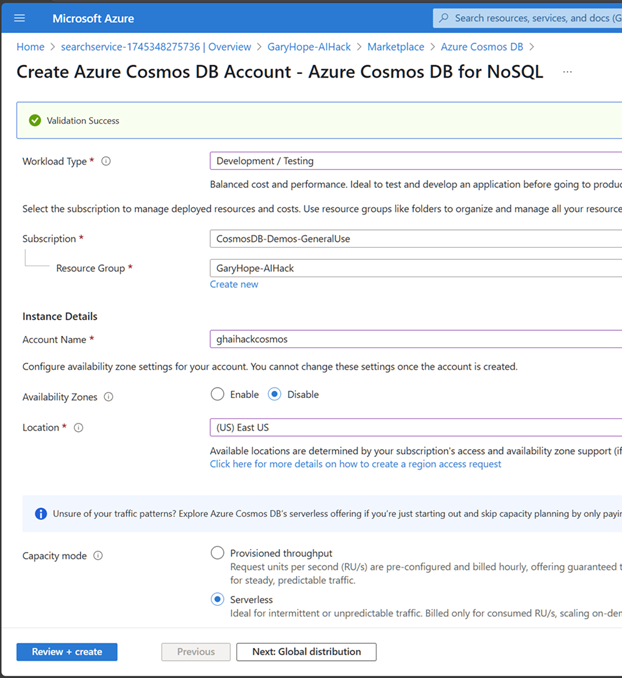 Microsoft Azure
Search resources, services, and docs (G
Home > searchservice-1745348275736 | Overview > GaryHope-AIHack > Marketplace > Azure Cosmos DB >
Create Azure Cosmos DB Account - Azure Cosmos DB for NoSQL ...
Validation Success
Workload Type *
Development / Testing
Balanced cost and performance. Ideal to test and develop an application before going to produc
Select the subscription to manage deployed resources and costs. Use resource groups like folders to organize and manage all your resource
Subscription *
CosmosDB-Demos-GeneralUse
Resource Group *
GaryHope-AIHack
Create new
Instance Details
Account Name *
ghaihackcosmos
Configure availability zone settings for your account. You cannot change these settings once the account is created.
Availability Zones
Enable
Disable
Location *
(US) East US
Available locations are determined by your subscription's access and availability zone support (if
Click here for more details on how to create a region access request
Unsure of your traffic patterns? Explore Azure Cosmos DB's serverless offering if you're just starting out and skip capacity planning by only payin
Capacity mode
Provisioned throughput
Request units per second (RU/s) are pre-configured and billed hourly, offering guaranteed t
for steady, predictable traffic.
Serverless
Ideal for intermittent or unpredictable traffic. Billed only for consumed RU/s, scaling on-dem
Review + create
Previous
Next: Global distribution